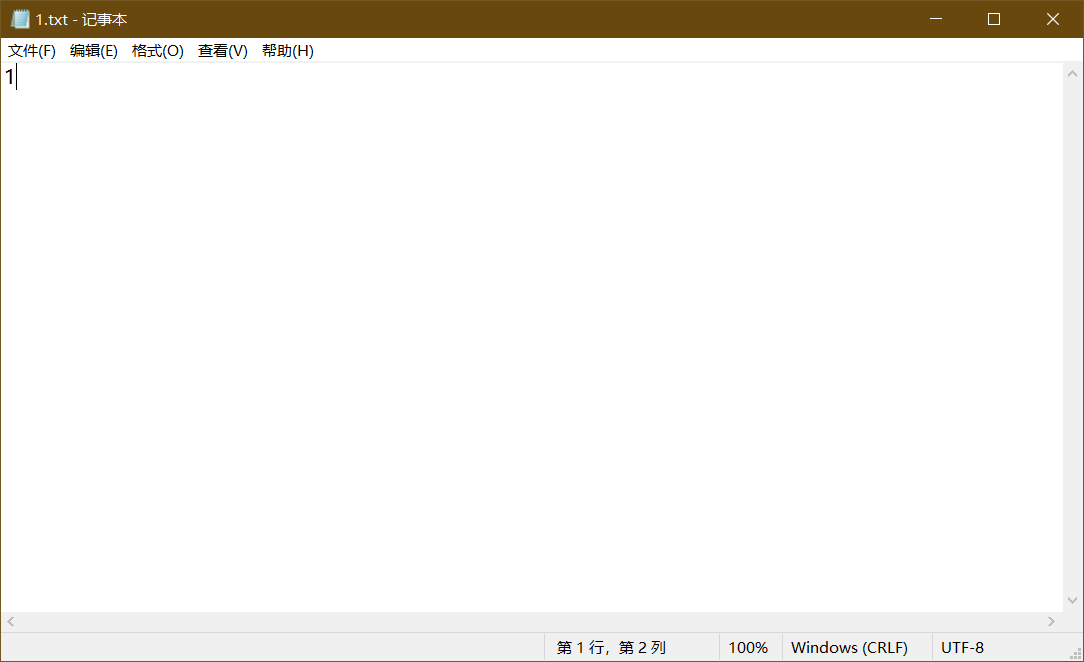 1.txt - 记事本
文件(F) 编辑(E) 格式(O) 查看(V) 帮助(H)
1
第 1 行，第 2 列 100% Windows (CRLF) UTF-8